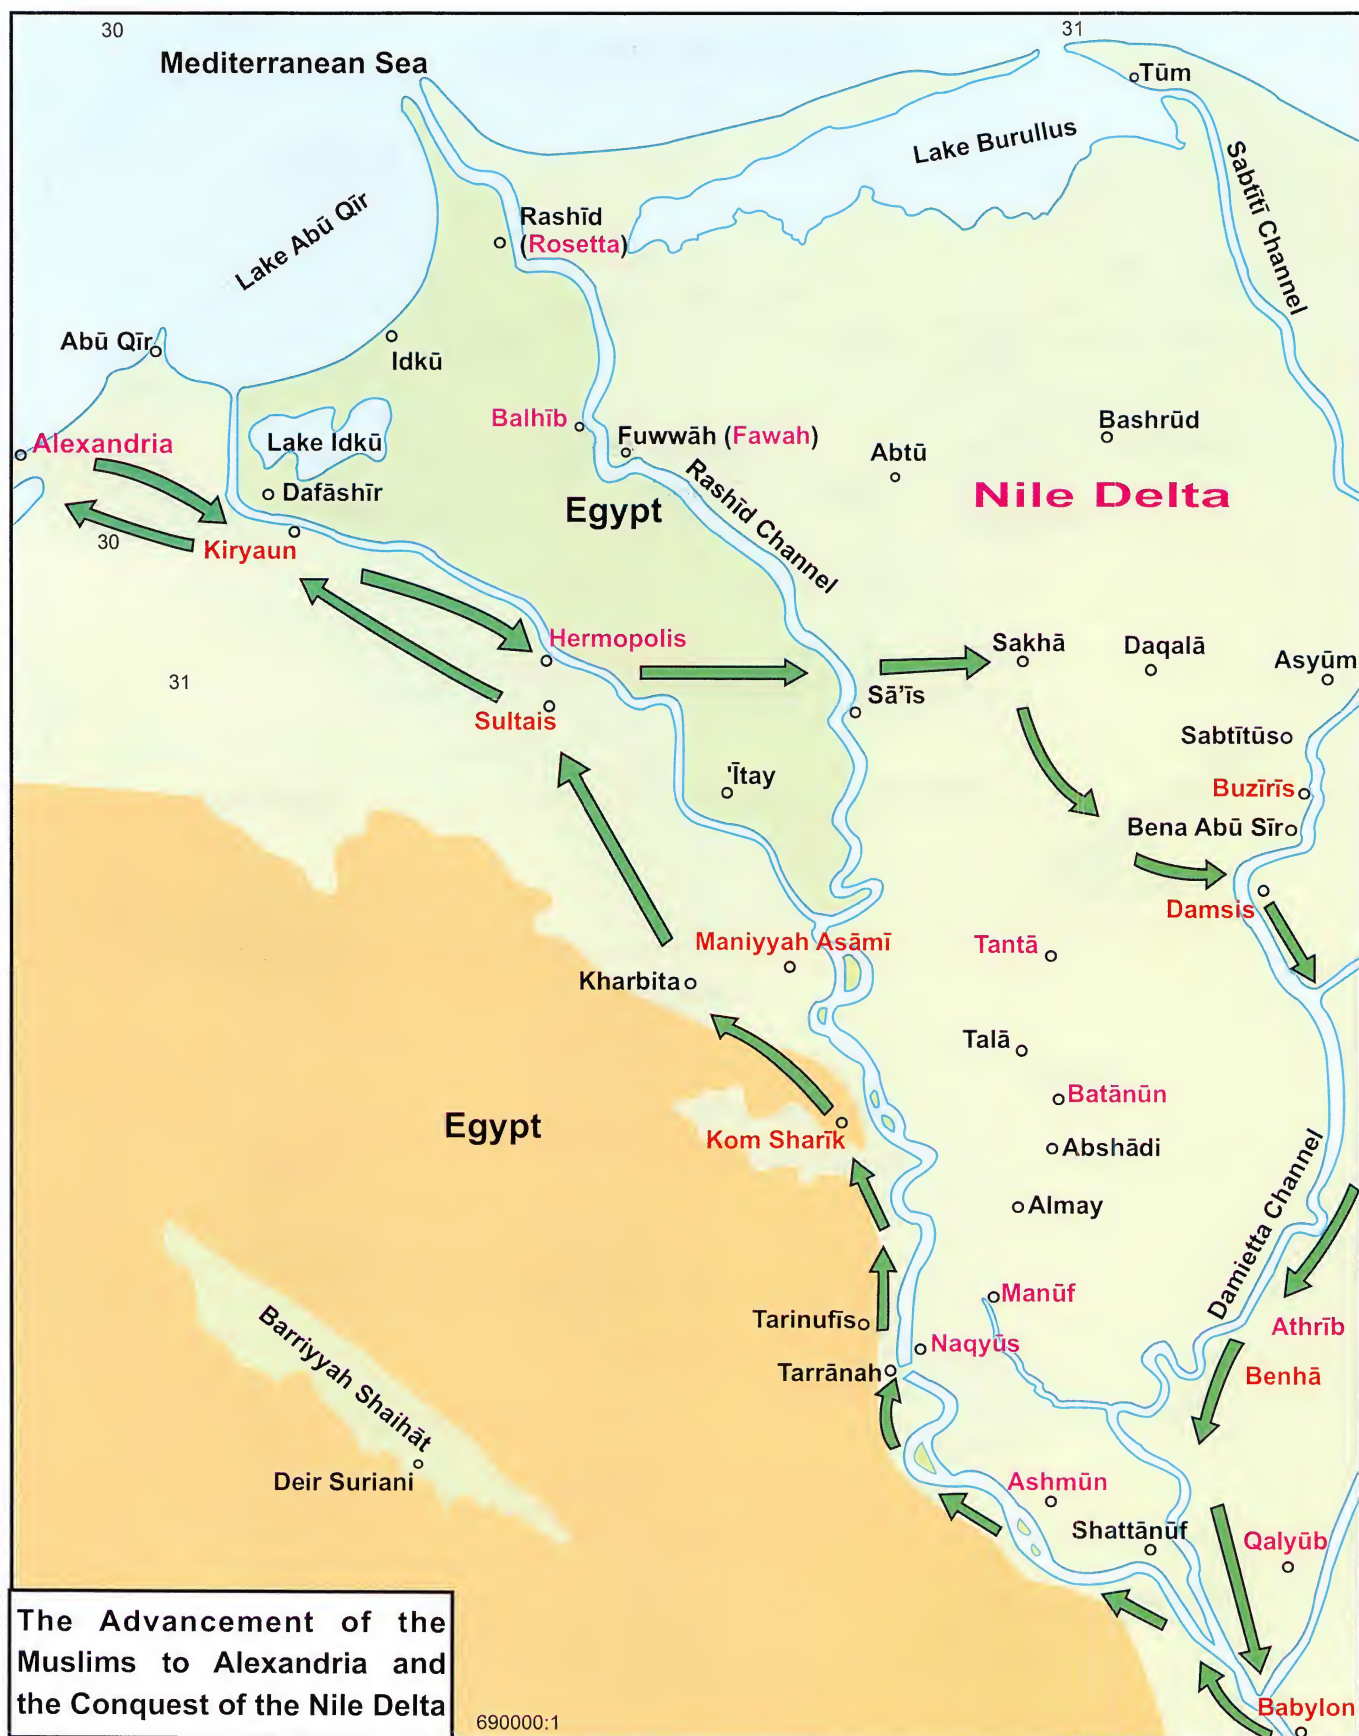 30
31
Mediterranean Sea
Tūm
Lake Burullus
Sabtītī Channel
Rashīd
(Rosetta)
Lake Abū Qīr
Abū Qīr
Idkū
Balhīb
Bashrūd
Alexandria
Lake Idkū
Fuwwāh (Fawah)
Abtū
Dafāshīr
Rashīd Channel
Nile Delta
Egypt
30
Kiryaun
Hermopolis
Sakhā
Daqalā
Asyūm
31
Sā'īs
Sultais
Sabtītūs
'Ītay
Buzīrīs
Bena Abū Sīr
Damsis
Maniyyah Asāmī
Tantā
Kharbita
Talā
Batānūn
Egypt
Kom Sharīk
Abshādi
Damietta Channel
Almay
Manūf
Tarinufīs
Athrīb
Naqyūs
Tarrānah
Benhā
Barriyyah Shaihāt
Deir Suriani
Ashmūn
Shattānūf
Qalyūb
The Advancement of the
Muslims to Alexandria and
the Conquest of the Nile Delta
Babylon
690000:1